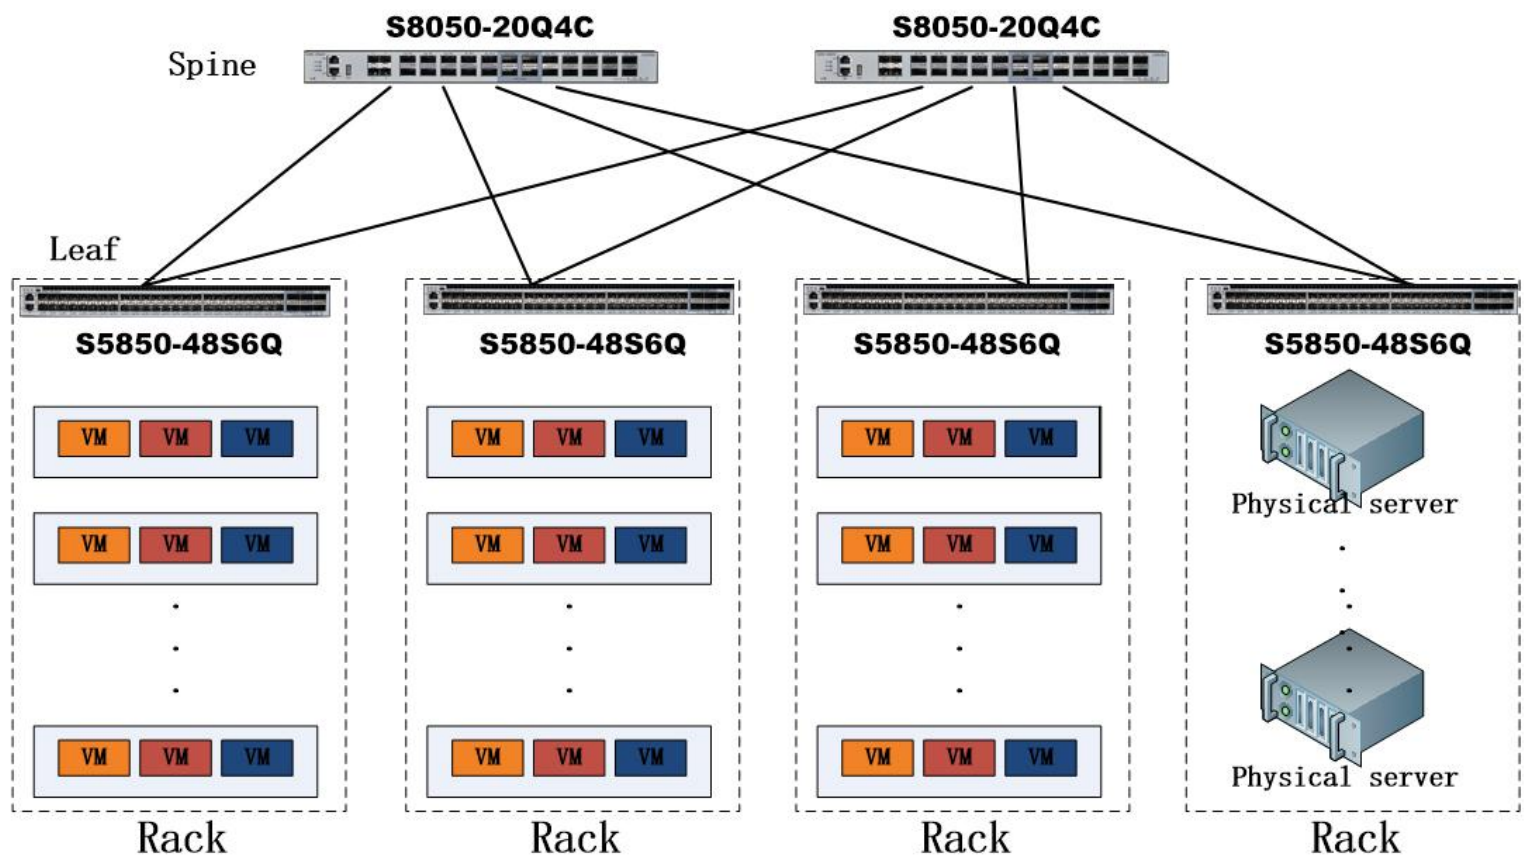 S8050-20Q4C S8050-20Q4C
Spine
Leaf
S5850-48S6Q S5850-48S6Q S5850-48S6Q S5850-48S6Q
VM VM VM VM VM VM VM VM VM
Physical server
VM VM VM VM VM VM VM VM VM
VM VM VM VM VM VM VM VM VM
Physical server
Rack Rack Rack Rack